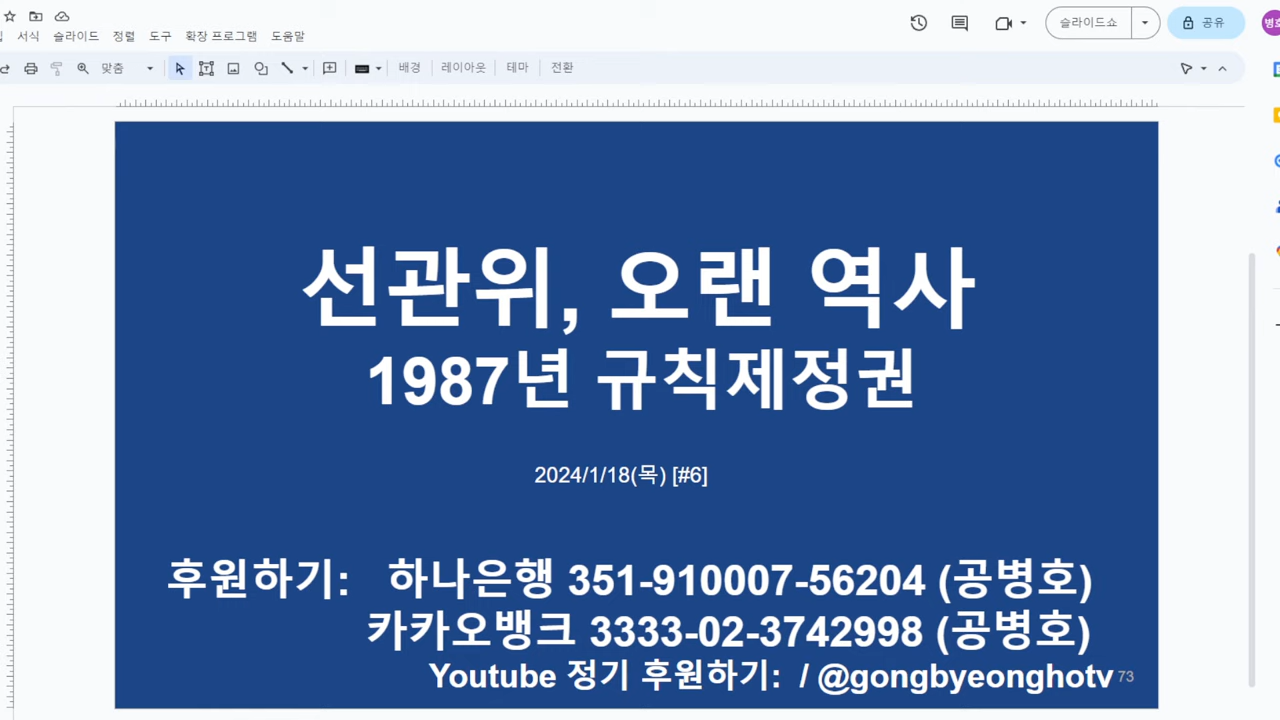 서식 슬라이드 정렬 도구 확장 프로그램 도움말
슬라이드쇼
공유
병호
맞춤
배경 레이아웃 테마 전환
선관위, 오랜 역사
1987년 규칙제정권
2024/1/18(목) [#6]
후원하기: 하나은행 351-910007-56204 (공병호)
카카오뱅크 3333-02-3742998 (공병호)
Youtube 정기 후원하기: / @gongbyeonghotv
73